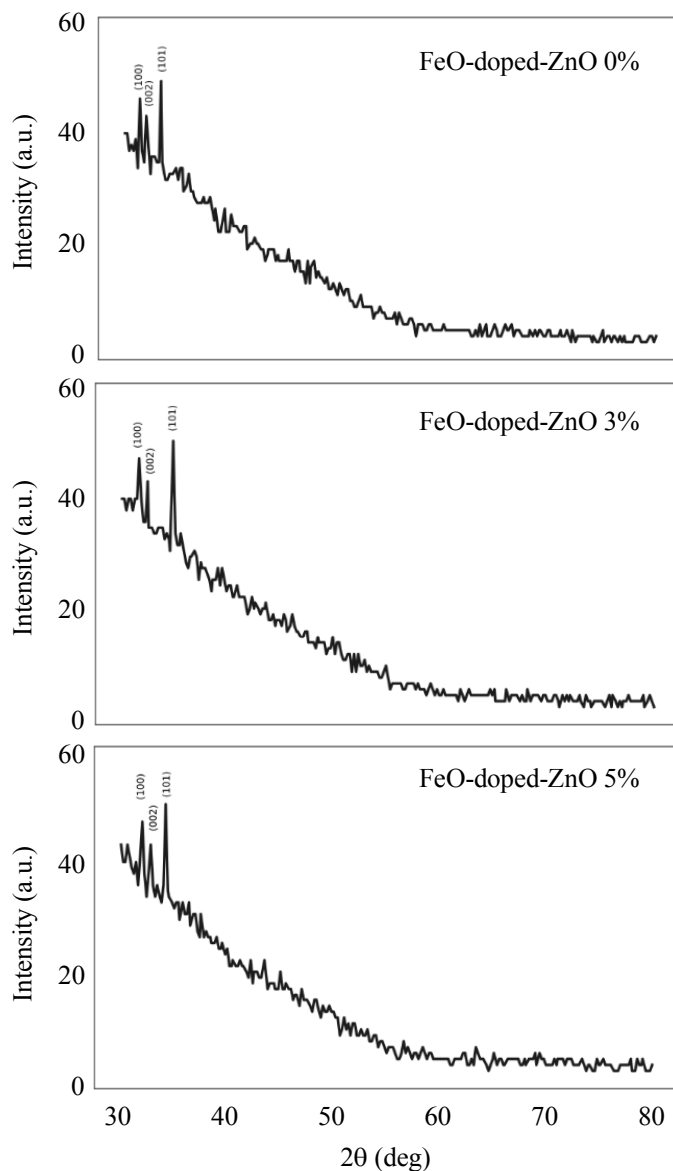 60
FeO-doped-ZnO 0%
(100)
(002)
(101)
40
20
0
Intensity (a.u.)
60
FeO-doped-ZnO 3%
(100)
(002)
(101)
40
20
0
Intensity (a.u.)
60
FeO-doped-ZnO 5%
(100)
(002)
(101)
40
20
0
Intensity (a.u.)
30 40 50 60 70 80
2θ (deg)